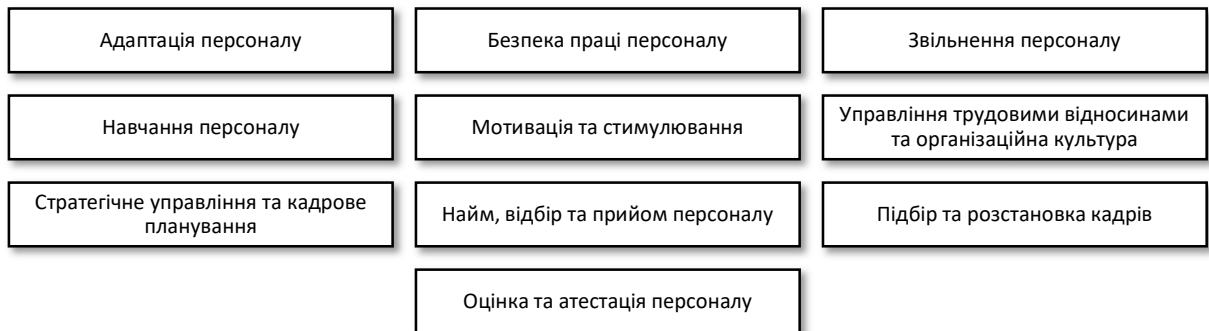 Адаптація персоналу
Безпека праці персоналу
Звільнення персоналу
Навчання персоналу
Мотивація та стимулювання
Управління трудовими відносинами
та організаційна культура
Стратегічне управління та кадрове
планування
Найм, відбір та прийом персоналу
Підбір та розстановка кадрів
Оцінка та атестація персоналу